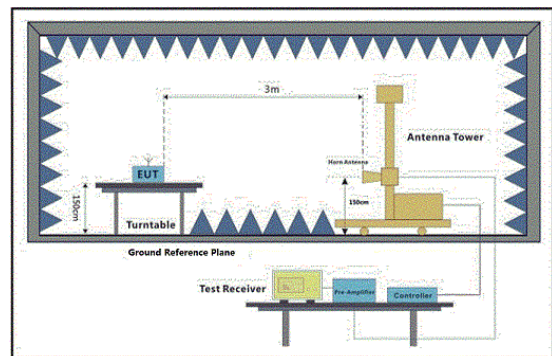 3m
Antenna Tower
Horn Antenna
EUT
150cm
150cm
Turntable
Ground Reference Plane
Test Receiver
Pre-Amplifier
Controller